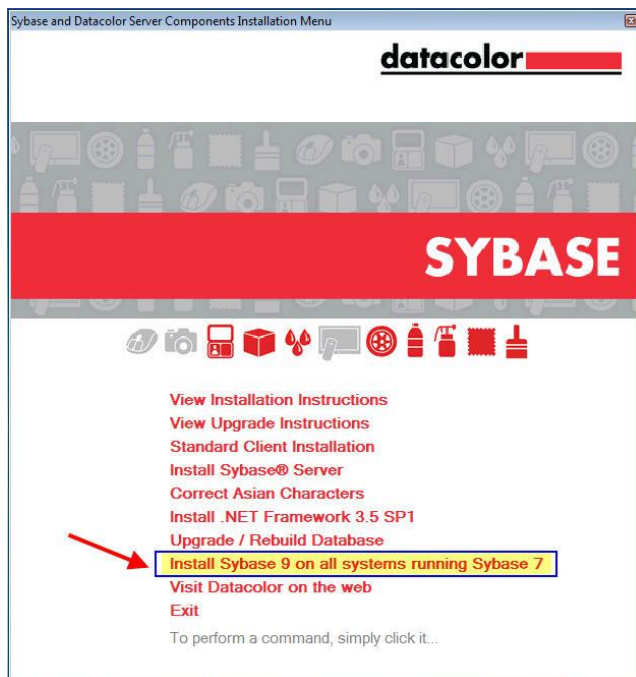 Sybase and Datacolor Server Components Installation Menu
datacolor
SYBASE
View Installation Instructions
View Upgrade Instructions
Standard Client Installation
Install Sybase® Server
Correct Asian Characters
Install .NET Framework 3.5 SP1
Upgrade / Rebuild Database
Install Sybase 9 on all systems running Sybase 7
Visit Datacolor on the web
Exit
To perform a command, simply click it...